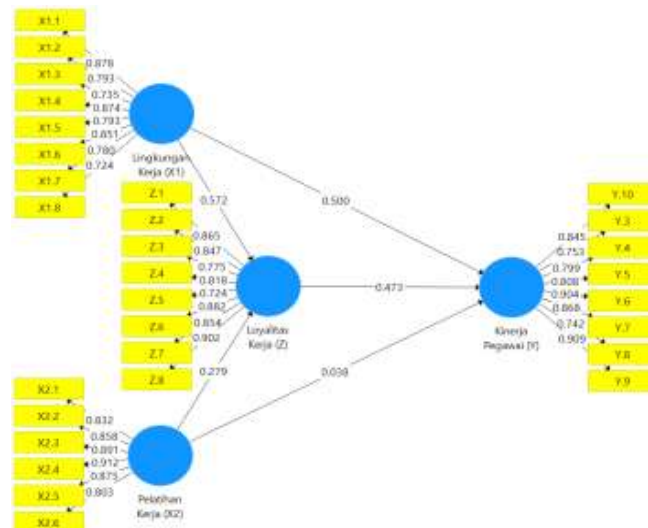 X1.1
X1.2
X1.3
X1.4
X1.5
X1.6
X1.7
X1.8
0.878
0.793
0.735
0.874
0.793
0.851
0.780
0.724
Lingkungan
Kerja (X1)
0.572
0.500
Z.1
Z.2
Z.3
Z.4
Z.5
Z.6
Z.7
Z.8
0.865
0.847
0.775
0.818
0.724
0.882
0.854
0.902
Loyalitas
Kerja (Z)
0.473
0.279
0.038
Y.10
Y.3
Y.4
Y.5
Y.6
Y.7
Y.8
Y.9
0.845
0.753
0.799
0.808
0.904
0.868
0.742
0.909
Kinerja
Pegawai (Y)
X2.1
X2.2
X2.3
X2.4
X2.5
X2.6
0.832
0.858
0.891
0.912
0.875
0.803
Pelatihan
Kerja (X2)